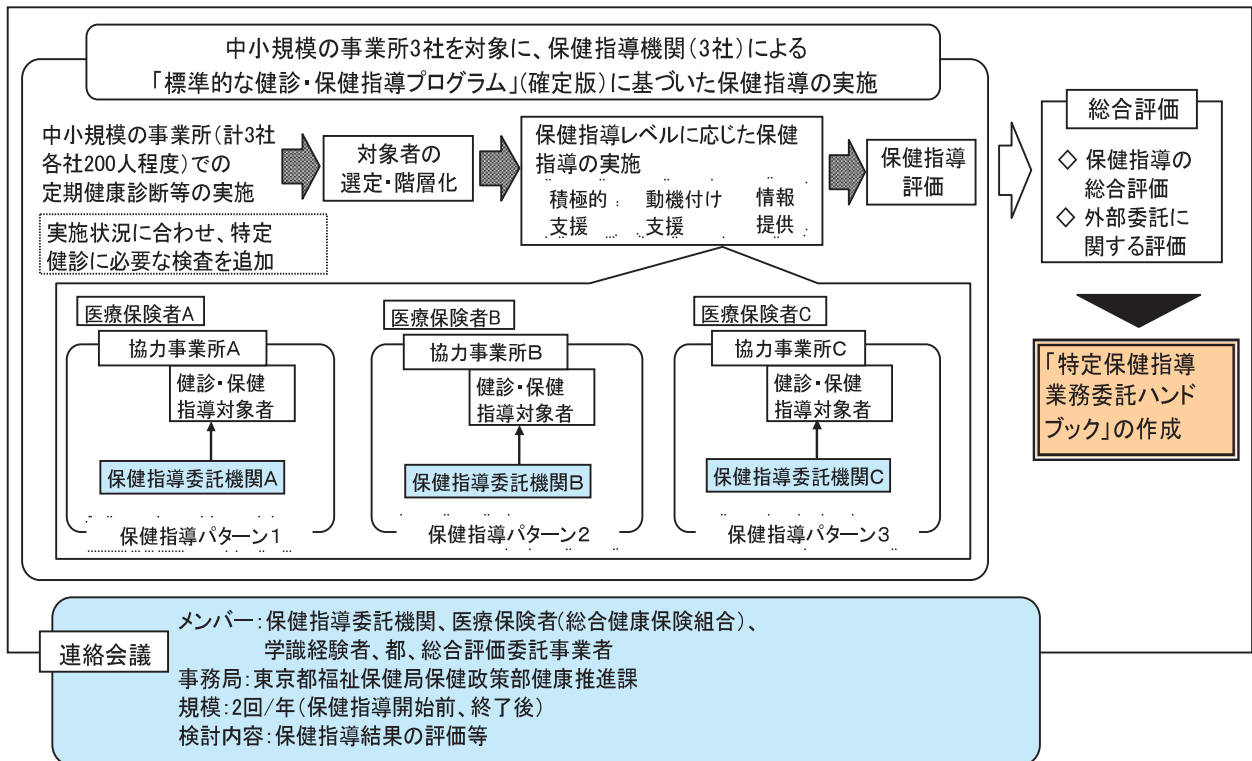 中小規模の事業所3社を対象に、保健指導機関(3社)による
「標準的な健診・保健指導プログラム」(確定版)に基づいた保健指導の実施
中小規模の事業所(計3社
各社200人程度)での
定期健康診断等の実施
実施状況に合わせ、特定
健診に必要な検査を追加
対象者の
選定・階層化
保健指導レベルに応じた保健
指導の実施
積極的
支援
動機付け
支援
情報
提供
保健指導
評価
総合評価
◇ 保健指導の
総合評価
◇ 外部委託に
関する評価
「特定保健指導
業務委託ハンド
ブック」の作成
医療保険者A
協力事業所A
健診・保健
指導対象者
保健指導委託機関A
保健指導パターン1
医療保険者B
協力事業所B
健診・保健
指導対象者
保健指導委託機関B
保健指導パターン2
医療保険者C
協力事業所C
健診・保健
指導対象者
保健指導委託機関C
保健指導パターン3
連絡会議
メンバー:保健指導委託機関、医療保険者(総合健康保険組合)、
学識経験者、都、総合評価委託事業者
事務局:東京都福祉保健局保健政策部健康推進課
規模:2回/年(保健指導開始前、終了後)
検討内容:保健指導結果の評価等